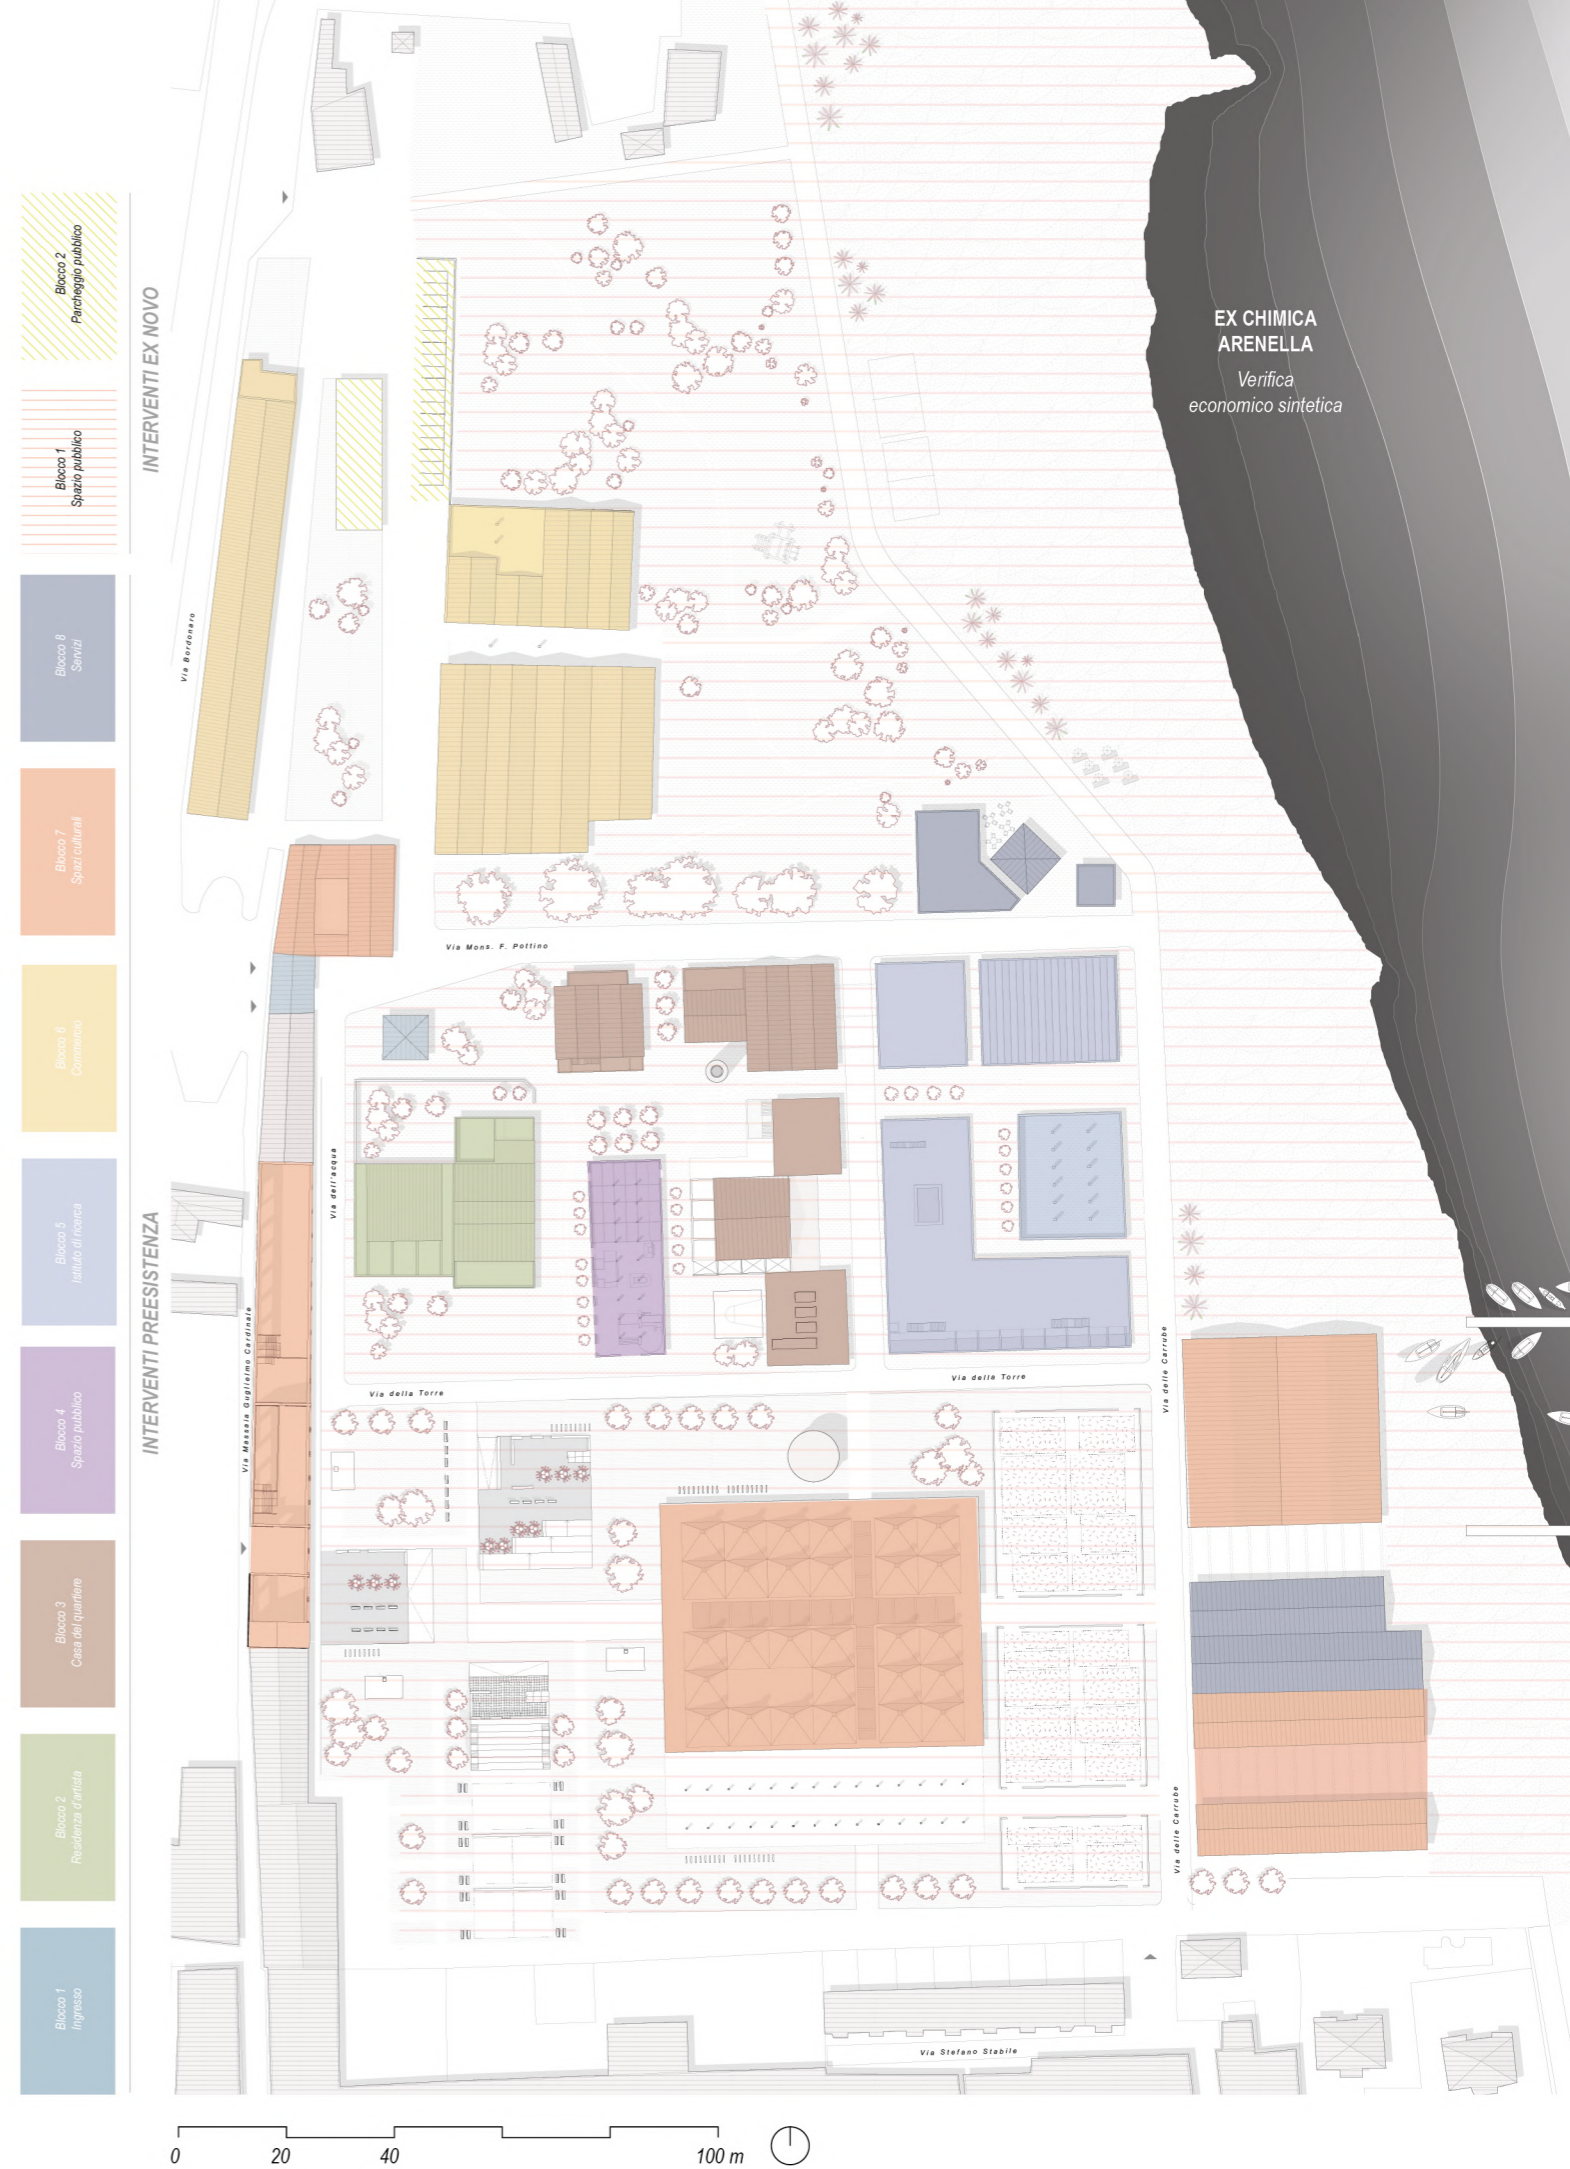 EX CHIMICA
ARENELLA
Verifica
economico sintetica
Blocco 2
Parcheggio pubblico
Blocco 1
Spazio pubblico
INTERVENTI EX NOVO
Blocco 8
Servizi
Blocco 7
Spazi culturali
Blocco 6
Commercio
Blocco 5
Istituto di ricerca
Blocco 4
Spazio pubblico
Blocco 3
Casa del quartiere
Blocco 2
Residenza d'artista
Blocco 1
Ingresso
INTERVENTI PREESISTENZA
Via Bordonaro
Via Mons. F. Pottino
Via dell'acqua
Via Massaia Guglielmo Cardinale
Via della Torre
Via della Torre
Via delle Carrube
Via delle Carrube
Via Stefano Stabile
0 20 40 100 m